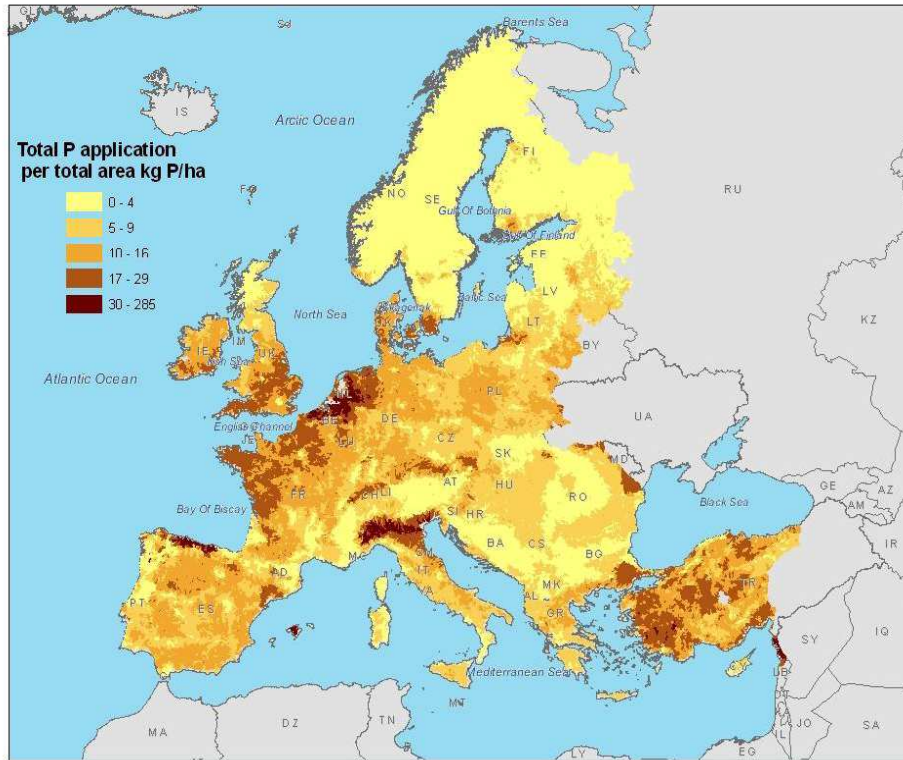 GL
SJ
Barents Sea
IS
Arctic Ocean
Total P application
per total area kg P/ha
0 - 4
5 - 9
10 - 16
17 - 29
30 - 285
FI
RU
NO
SE
Gulf Of Bothnia
Gulf Of Finland
EE
LV
Baltic Sea
North Sea
LT
IM
IE
UK
BY
KZ
Atlantic Ocean
NL
PL
DE
BE
English Channel
UA
JE
LU
CZ
SK
MD
FR
CH
LI
AT
HU
RO
GE
AZ
AM
Bay Of Biscay
SI
HR
Black Sea
BA
CS
BG
IR
AD
IT
VA
MK
AL
TR
PT
ES
GR
SY
IQ
Mediterranean Sea
LB
MT
MA
DZ
TN
JO
SA
IL
LY
EG